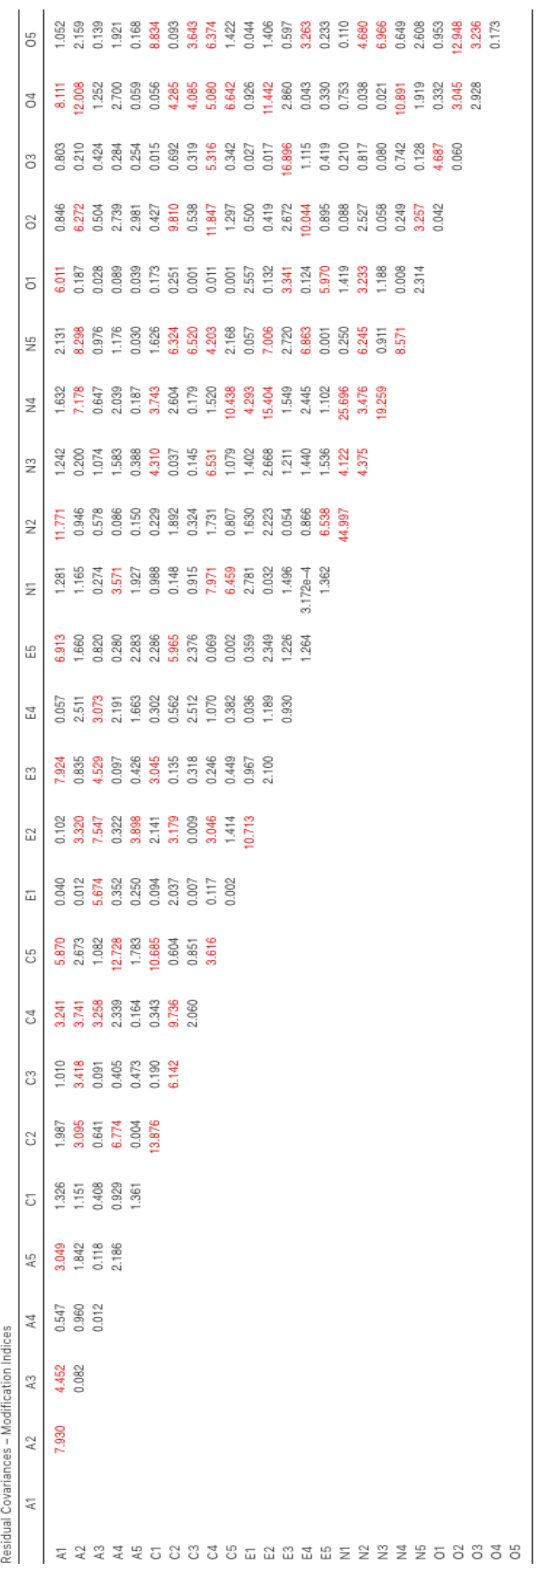 Residual Covariances – Modification Indices
A1 A2 A3 A4 A5 C1 C2 C3 C4 C5 E1 E2 E3 E4 E5 N1 N2 N3 N4 N5 O1 O2 O3 O4 O5
A1 7.930 4.452 0.547 3.049 1.326 1.987 1.010 3.241 5.870 0.040 0.102 7.924 0.057 6.913 1.281 11.771 1.242 1.632 2.131 6.011 0.846 0.803 8.111 1.052
A2 0.082 0.960 1.842 1.151 3.095 3.418 3.741 2.673 0.012 3.320 0.835 2.511 1.660 1.165 0.946 0.200 7.178 8.298 0.187 6.272 0.210 12.008 2.159
A3 0.012 0.118 0.408 0.641 0.091 3.258 1.082 5.674 7.547 4.529 3.073 0.820 0.274 0.578 1.074 0.647 0.976 0.028 0.504 0.424 1.252 0.139
A4 2.186 0.929 6.774 0.405 2.339 12.728 0.352 0.322 0.097 2.191 0.280 3.571 0.086 1.583 2.039 1.176 0.089 2.739 0.284 2.700 1.921
A5 1.361 0.004 0.473 0.164 1.783 0.250 3.898 0.426 1.663 2.283 1.927 0.150 0.388 0.187 0.030 0.039 2.981 0.254 0.059 0.168
C1 13.876 0.190 0.343 10.685 0.094 2.141 3.045 0.302 2.286 0.988 0.229 4.310 3.743 1.626 0.173 0.427 0.015 0.056 8.834
C2 6.142 9.736 0.604 2.037 3.179 0.135 0.562 5.965 0.148 1.892 0.037 2.604 6.324 0.251 9.810 0.692 4.285 0.093
C3 2.060 0.851 0.007 0.009 0.318 2.512 2.376 0.915 0.324 0.145 0.179 6.520 0.001 0.538 0.319 4.085 3.643
C4 3.616 0.117 3.046 0.246 1.070 0.069 7.971 1.731 6.531 1.520 4.203 0.011 11.847 5.316 5.080 6.374
C5 0.002 1.414 0.449 0.382 0.002 6.459 0.807 1.079 10.438 2.168 0.001 1.297 0.342 6.642 1.422
E1 10.713 0.967 0.036 0.359 2.781 1.630 1.402 4.293 0.057 2.557 0.500 0.027 0.926 0.044
E2 2.100 1.189 2.349 0.032 2.223 2.668 15.404 7.006 0.132 0.419 0.017 11.442 1.406
E3 0.930 1.226 1.496 0.054 1.211 1.549 2.720 3.341 2.672 16.896 2.860 0.597
E4 1.264 3.172e−4 0.866 1.440 2.445 6.863 0.124 10.044 1.115 0.043 3.263
E5 1.362 6.538 1.536 1.102 0.001 5.970 0.895 0.419 0.330 0.233
N1 44.997 4.122 25.696 0.250 1.419 0.088 0.210 0.753 0.110
N2 4.375 3.476 6.245 3.233 2.527 0.817 0.038 4.680
N3 19.259 0.911 1.188 0.058 0.080 0.021 6.966
N4 8.571 0.008 0.249 0.742 10.891 0.649
N5 2.314 3.257 0.128 1.919 2.608
O1 0.042 4.687 0.332 0.953
O2 0.060 3.045 12.948
O3 2.928 3.236
O4 0.173
O5